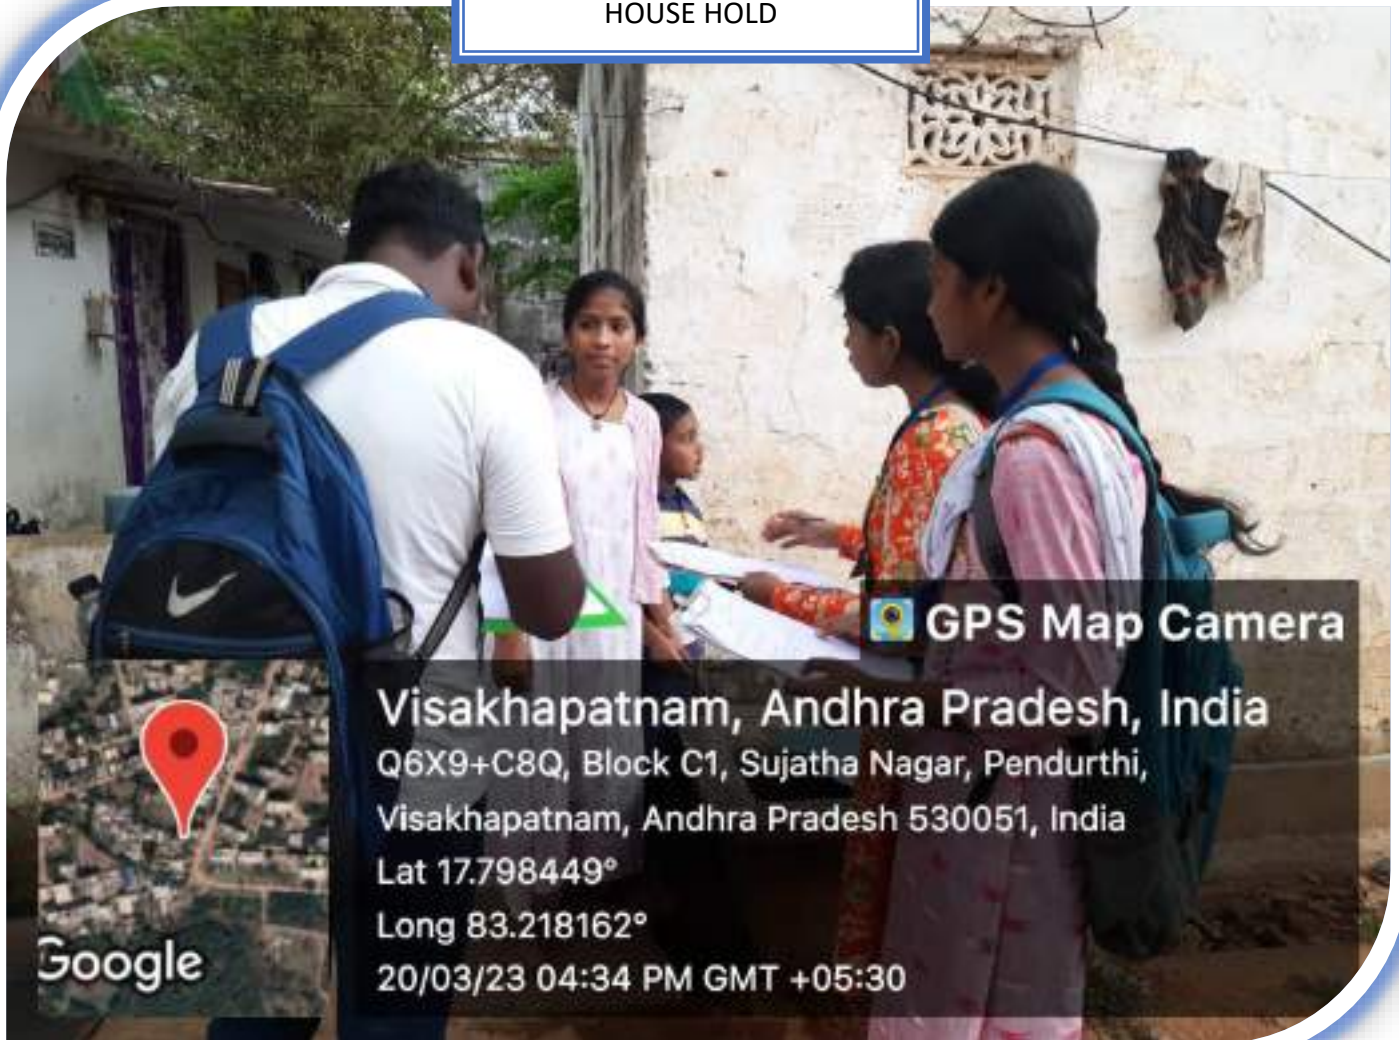 HOUSE HOLD
GPS Map Camera
Visakhapatnam, Andhra Pradesh, India
Q6X9+C8Q, Block C1, Sujatha Nagar, Pendurthi,
Visakhapatnam, Andhra Pradesh 530051, India
Lat 17.798449°
Long 83.218162°
20/03/23 04:34 PM GMT +05:30
Google